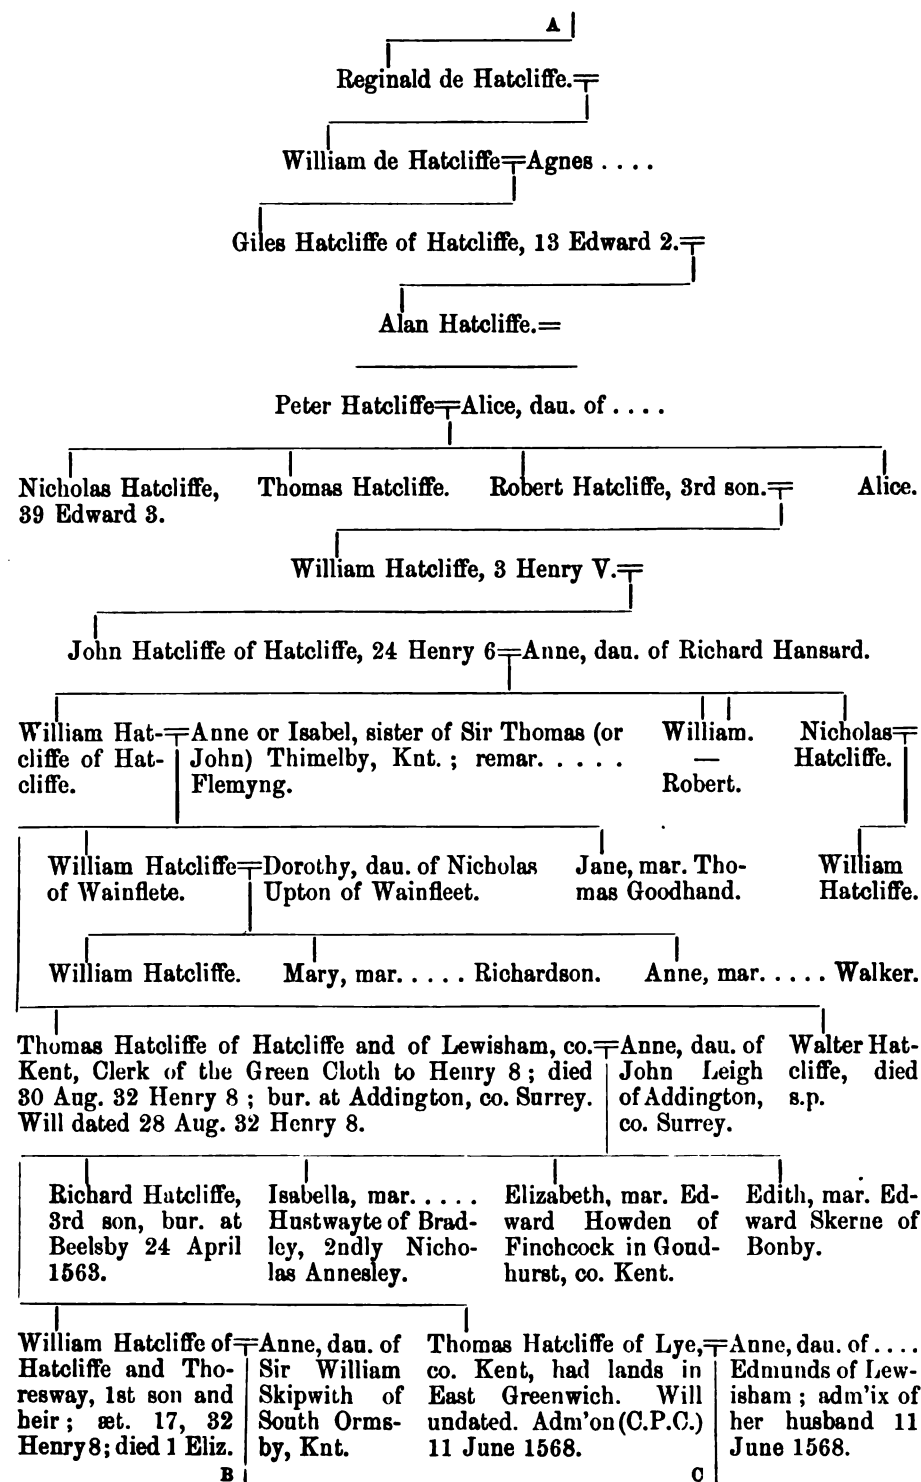 A
Reginald de Hatcliffe.
William de Hatcliffe=Agnes . . . .
Giles Hatcliffe of Hatcliffe, 13 Edward 2.
Alan Hatcliffe.=
Peter Hatcliffe=Alice, dau. of . . . .
Nicholas Hatcliffe,
39 Edward 3.
Thomas Hatcliffe.
Robert Hatcliffe, 3rd son.
Alice.
William Hatcliffe, 3 Henry V.
John Hatcliffe of Hatcliffe, 24 Henry 6=Anne, dau. of Richard Hansard.
William Hat-
cliffe of Hat-
cliffe.
Anne or Isabel, sister of Sir Thomas (or
John) Thimelby, Knt. ; remar. . . . . .
Flemyng.
William.
—
Robert.
Nicholas
Hatcliffe.
William Hatcliffe
of Wainflete.
Dorothy, dau. of Nicholas
Upton of Wainfleet.
Jane, mar. Tho-
mas Goodhand.
William
Hatcliffe.
William Hatcliffe.
Mary, mar. . . . . Richardson.
Anne, mar. . . . . Walker.
Thomas Hatcliffe of Hatcliffe and of Lewisham, co.
Kent, Clerk of the Green Cloth to Henry 8 ; died
30 Aug. 32 Henry 8 ; bur. at Addington, co. Surrey.
Will dated 28 Aug. 32 Henry 8.
Anne, dau. of
John Leigh
of Addington,
co. Surrey.
Walter Hat-
cliffe, died
s.p.
Richard Hatcliffe,
3rd son, bur. at
Beelsby 24 April
1563.
Isabella, mar. . . . .
Hustwayte of Brad-
ley, 2ndly Nicho-
las Annesley.
Elizabeth, mar. Ed-
ward Howden of
Finchcock in Goud-
hurst, co. Kent.
Edith, mar. Ed-
ward Skerne of
Bonby.
William Hatcliffe of
Hatcliffe and Tho-
resway, 1st son and
heir ; æt. 17, 32
Henry 8 ; died 1 Eliz.
Anne, dau. of
Sir William
Skipwith of
South Orms-
by, Knt.
Thomas Hatcliffe of Lye,
co. Kent, had lands in
East Greenwich. Will
undated. Adm'on (C.P.C.)
11 June 1568.
Anne, dau. of . . . .
Edmunds of Lew-
isham ; adm'ix of
her husband 11
June 1568.
B
C